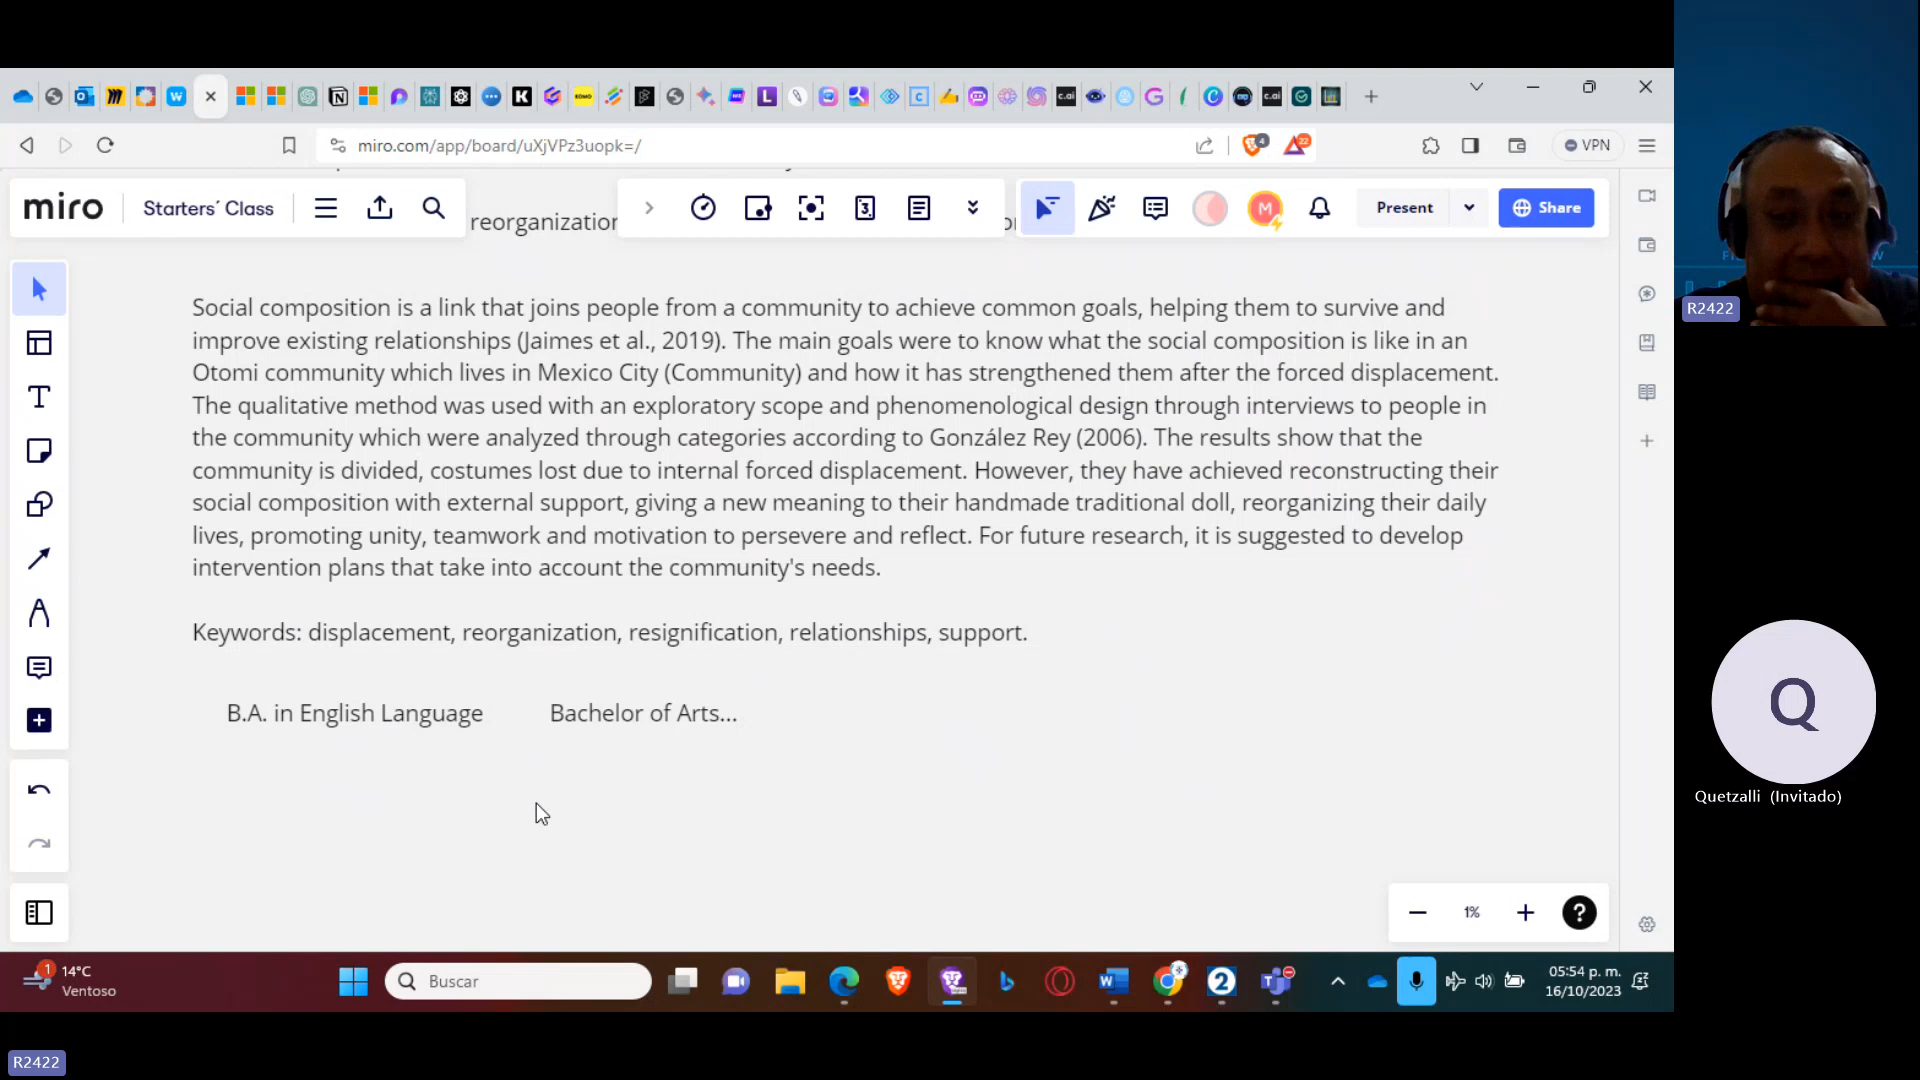 miro.com/app/board/uXjVPz3uopk=/
VPN
miro
Starters´ Class
Present
Share
reorganization
Social composition is a link that joins people from a community to achieve common goals, helping them to survive and
improve existing relationships (Jaimes et al., 2019). The main goals were to know what the social composition is like in an
Otomi community which lives in Mexico City (Community) and how it has strengthened them after the forced displacement.
The qualitative method was used with an exploratory scope and phenomenological design through interviews to people in
the community which were analyzed through categories according to González Rey (2006). The results show that the
community is divided, costumes lost due to internal forced displacement. However, they have achieved reconstructing their
social composition with external support, giving a new meaning to their handmade traditional doll, reorganizing their daily
lives, promoting unity, teamwork and motivation to persevere and reflect. For future research, it is suggested to develop
intervention plans that take into account the community's needs.
Keywords: displacement, reorganization, resignification, relationships, support.
B.A. in English Language
Bachelor of Arts...
1%
14°C
Ventoso
Buscar
05:54 p. m.
16/10/2023
R2422
Q
Quetzalli (Invitado)
R2422